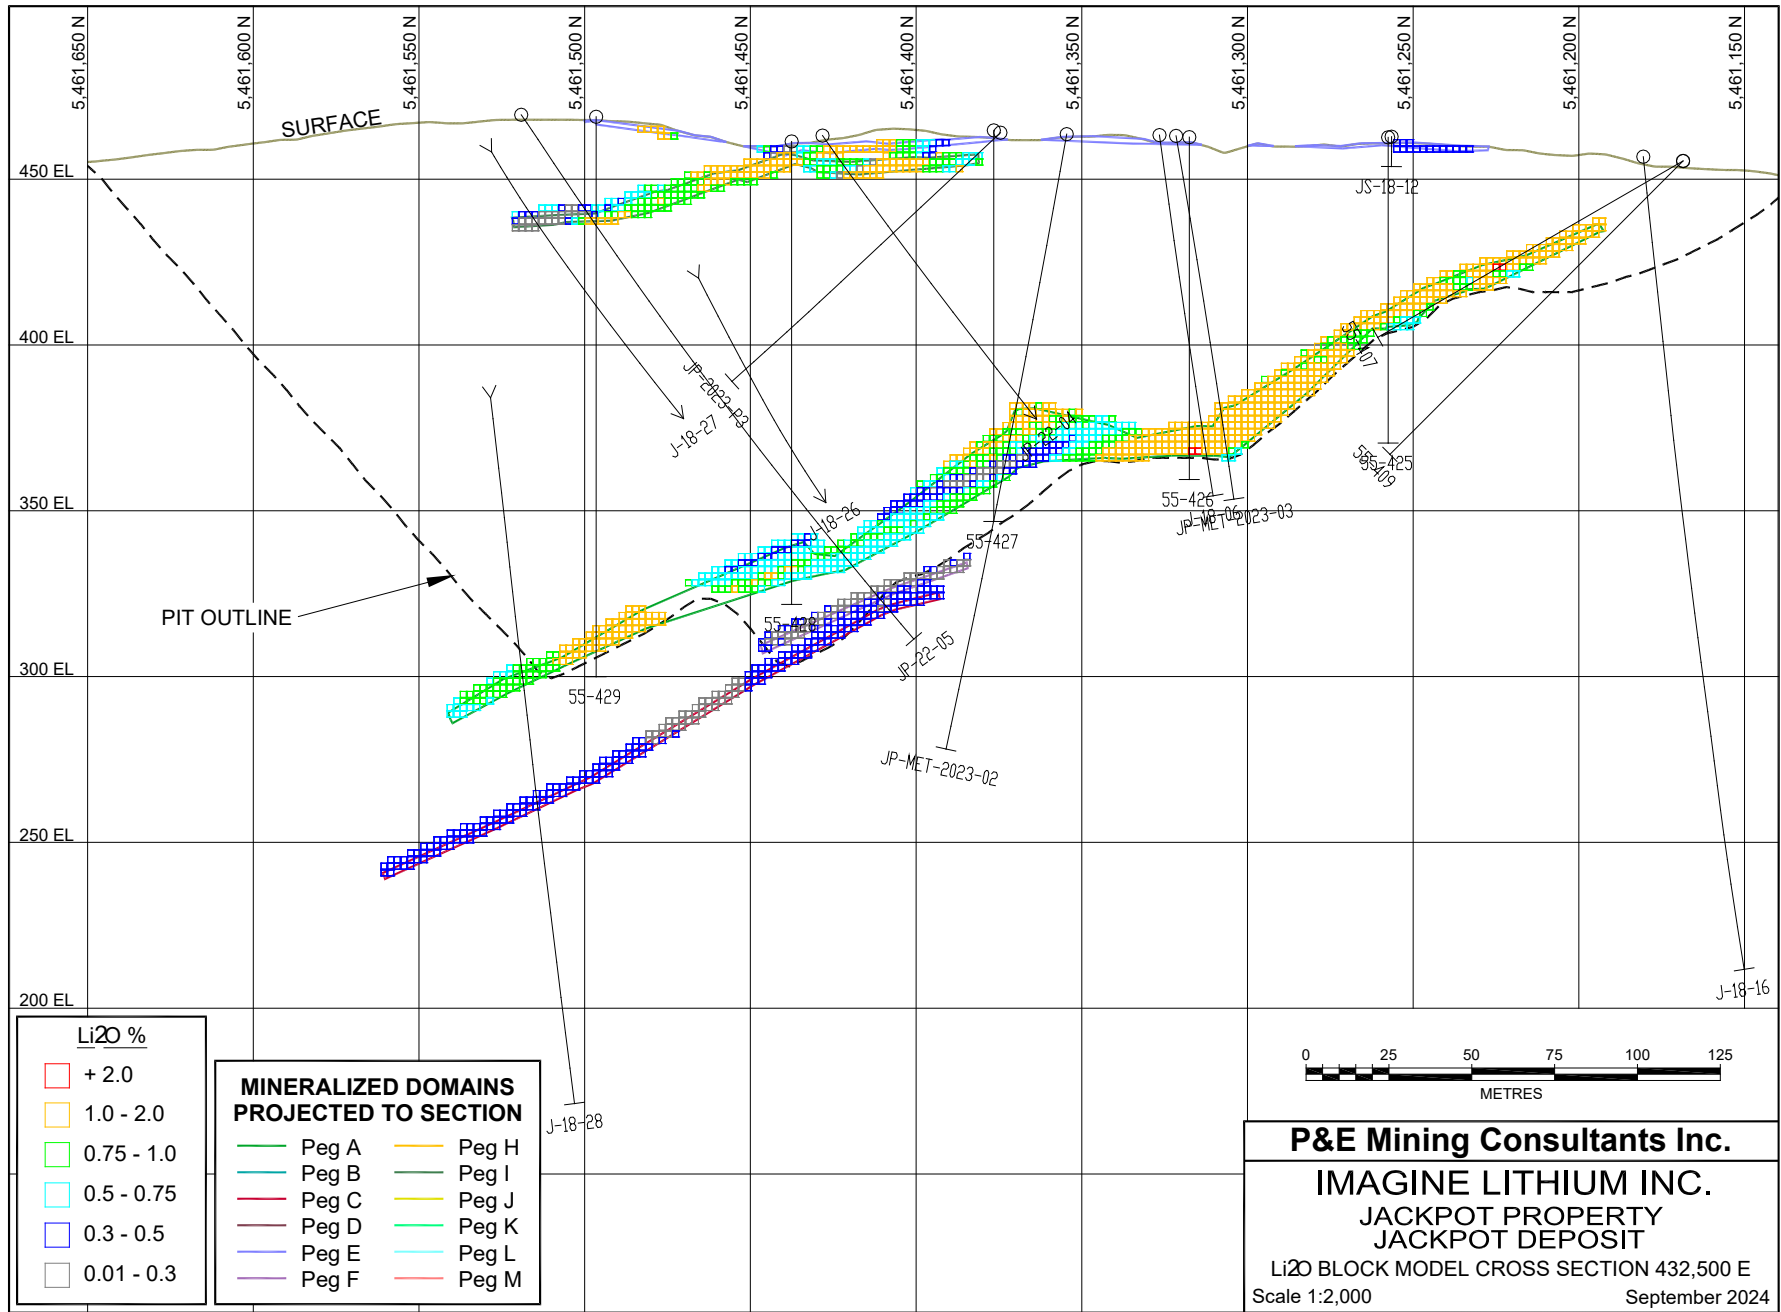 5,461,650 N
5,461,600 N
5,461,550 N
5,461,500 N
5,461,450 N
5,461,400 N
5,461,350 N
5,461,300 N
5,461,250 N
5,461,200 N
5,461,150 N
SURFACE
450 EL
JS-18-12
400 EL
55-407
JP-2023-P3
J-18-27
JP-22-04
55-425
55-409
350 EL
J-18-26
55-426
J-18-06
JP-MET-2023-03
55-427
PIT OUTLINE
55-428
JP-22-05
300 EL
55-429
JP-MET-2023-02
250 EL
J-18-16
200 EL
J-18-28
Li2O %
+ 2.0
1.0 - 2.0
0.75 - 1.0
0.5 - 0.75
0.3 - 0.5
0.01 - 0.3
MINERALIZED DOMAINS
PROJECTED TO SECTION
Peg A
Peg B
Peg C
Peg D
Peg E
Peg F
Peg H
Peg I
Peg J
Peg K
Peg L
Peg M
0 25 50 75 100 125
METRES
P&E Mining Consultants Inc.
IMAGINE LITHIUM INC.
JACKPOT PROPERTY
JACKPOT DEPOSIT
Li2O BLOCK MODEL CROSS SECTION 432,500 E
Scale 1:2,000 September 2024